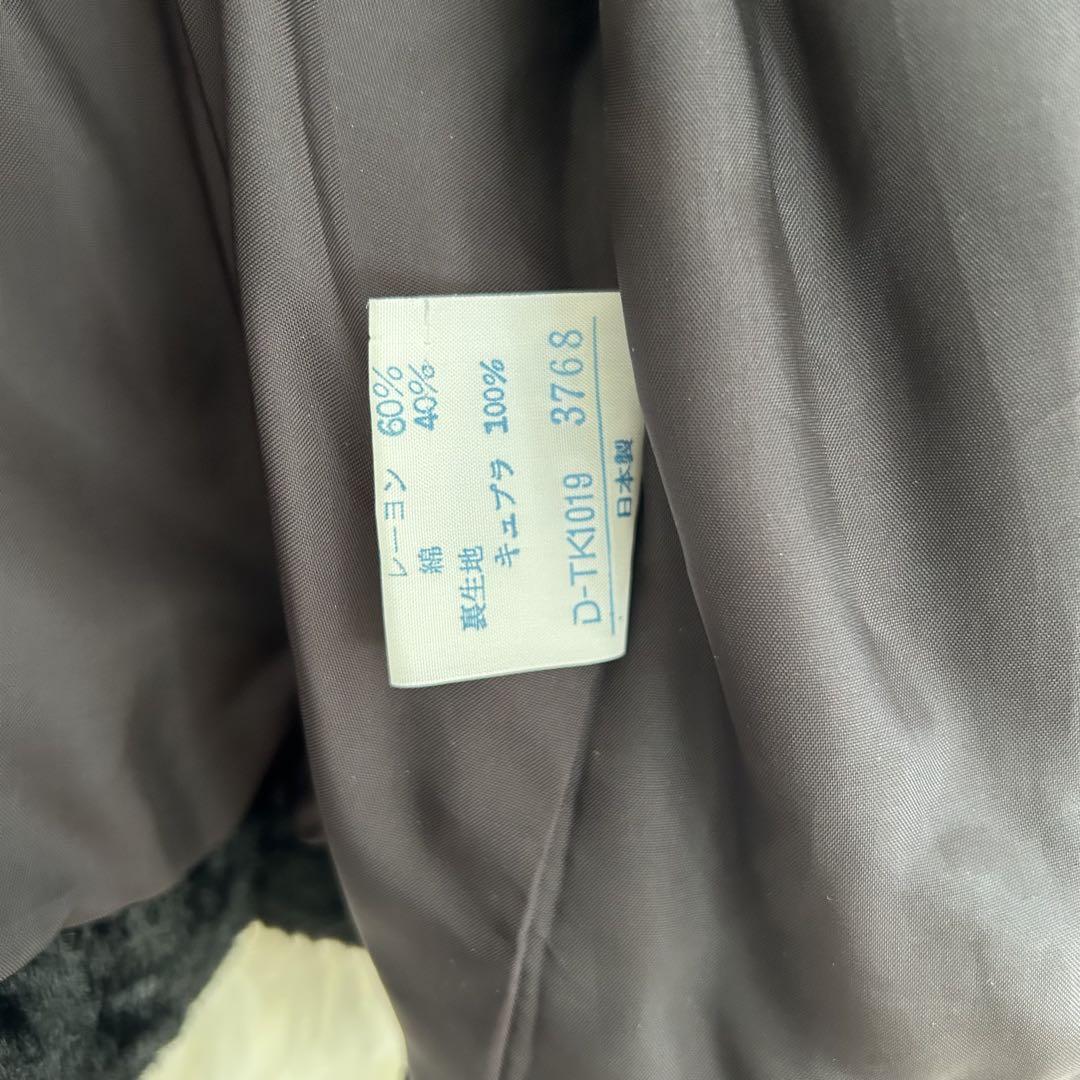 レーヨン 60%
綿 40%
裏生地
キュプラ 100%
D-TK1019 3768
日本製